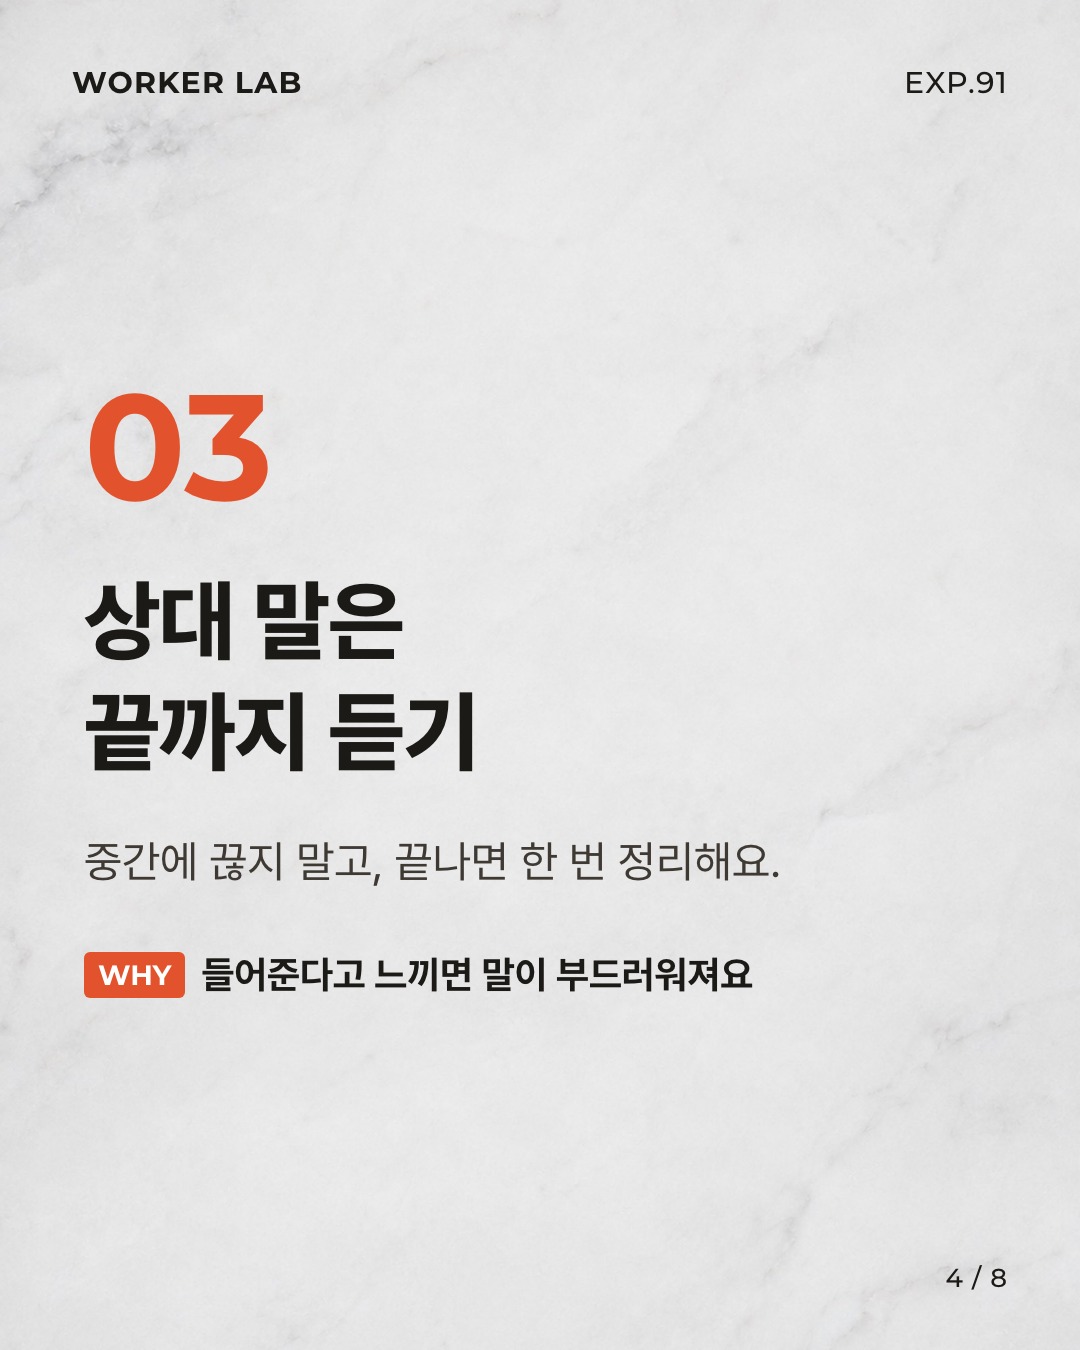 WORKER LAB
EXP.91
03
상대 말은
끝까지 듣기
중간에 끊지 말고, 끝나면 한 번 정리해요.
WHY 들어준다고 느끼면 말이 부드러워져요
4 / 8